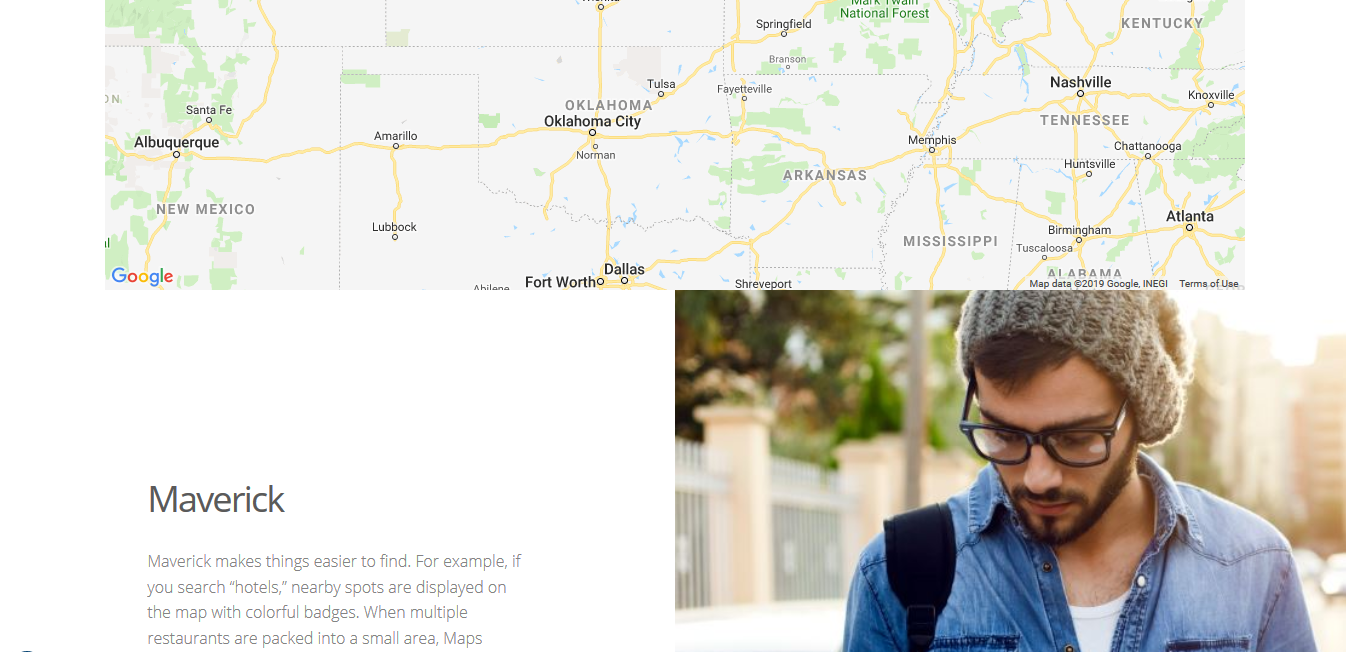 Wichita
Mark Twain
National Forest
Springfield
KENTUCKY
Branson
Tulsa
Fayetteville
Nashville
Knoxville
ON
Santa Fe
OKLAHOMA
Oklahoma City
TENNESSEE
Albuquerque
Amarillo
Norman
Memphis
Chattanooga
Huntsville
ARKANSAS
NEW MEXICO
Lubbock
Atlanta
Birmingham
MISSISSIPPI
Tuscaloosa
Dallas
ALABAMA
Google
Abilene
Fort Worth
Shreveport
Map data ©2019 Google, INEGI Terms of Use
Maverick
Maverick makes things easier to find. For example, if
you search “hotels,” nearby spots are displayed on
the map with colorful badges. When multiple
restaurants are packed into a small area, Maps